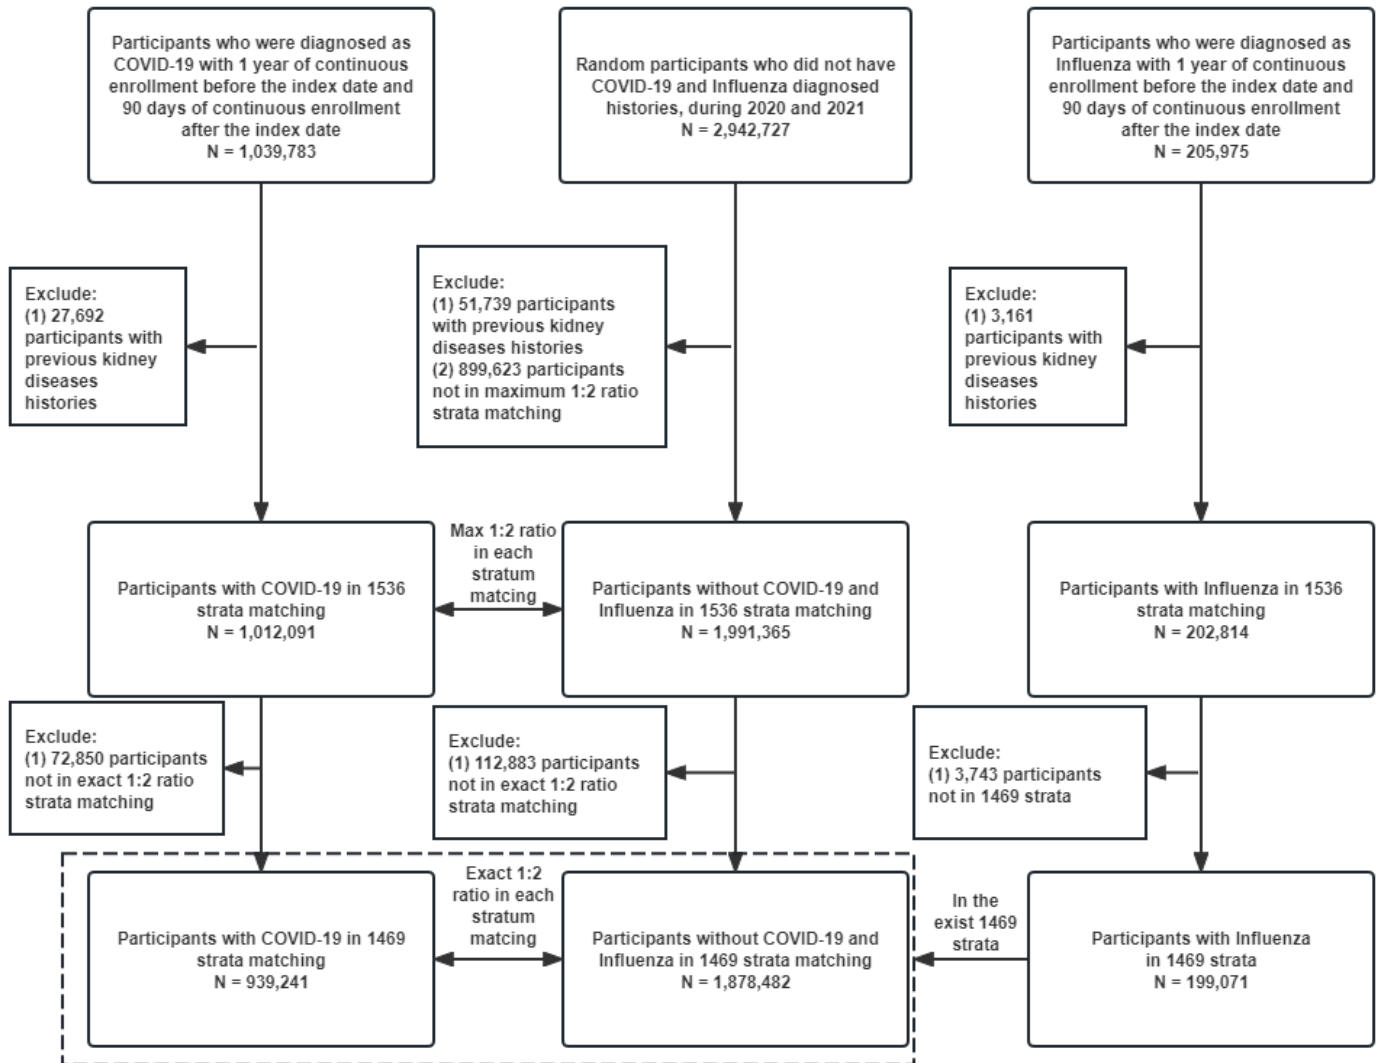 Participants who were diagnosed as
COVID-19 with 1 year of continuous
enrollment before the index date and
90 days of continuous enrollment
after the index date
N = 1,039,783
Random participants who did not have
COVID-19 and Influenza diagnosed
histories, during 2020 and 2021
N = 2,942,727
Participants who were diagnosed as
Influenza with 1 year of continuous
enrollment before the index date and
90 days of continuous enrollment
after the index date
N = 205,975
Exclude:
(1) 27,692
participants with
previous kidney
diseases
histories
Exclude:
(1) 51,739 participants
with previous kidney
diseases histories
(2) 899,623 participants
not in maximum 1:2 ratio
strata matching
Exclude:
(1) 3,161
participants with
previous kidney
diseases
histories
Participants with COVID-19 in 1536
strata matching
N = 1,012,091
Max 1:2 ratio
in each
stratum
matcing
Participants without COVID-19 and
Influenza in 1536 strata matching
N = 1,991,365
Participants with Influenza in 1536
strata matching
N = 202,814
Exclude:
(1) 72,850 participants
not in exact 1:2 ratio
strata matching
Exclude:
(1) 112,883 participants
not in exact 1:2 ratio
strata matching
Exclude:
(1) 3,743 participants
not in 1469 strata
Participants with COVID-19 in 1469
strata matching
N = 939,241
Exact 1:2
ratio in each
stratum
matcing
Participants without COVID-19 and
Influenza in 1469 strata matching
N = 1,878,482
In the
exist 1469
strata
Participants with Influenza
in 1469 strata
N = 199,071